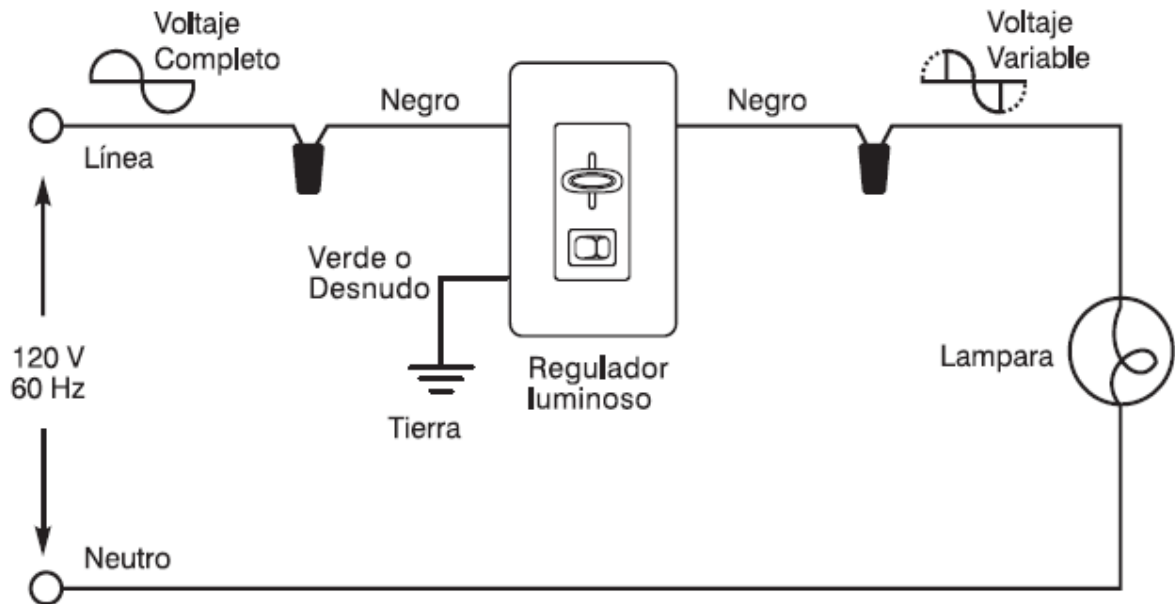 Voltaje
Completo
Voltaje
Variable
Negro
Negro
Línea
Verde o
Desnudo
120 V
60 Hz
Regulador
luminoso
Lampara
Tierra
Neutro